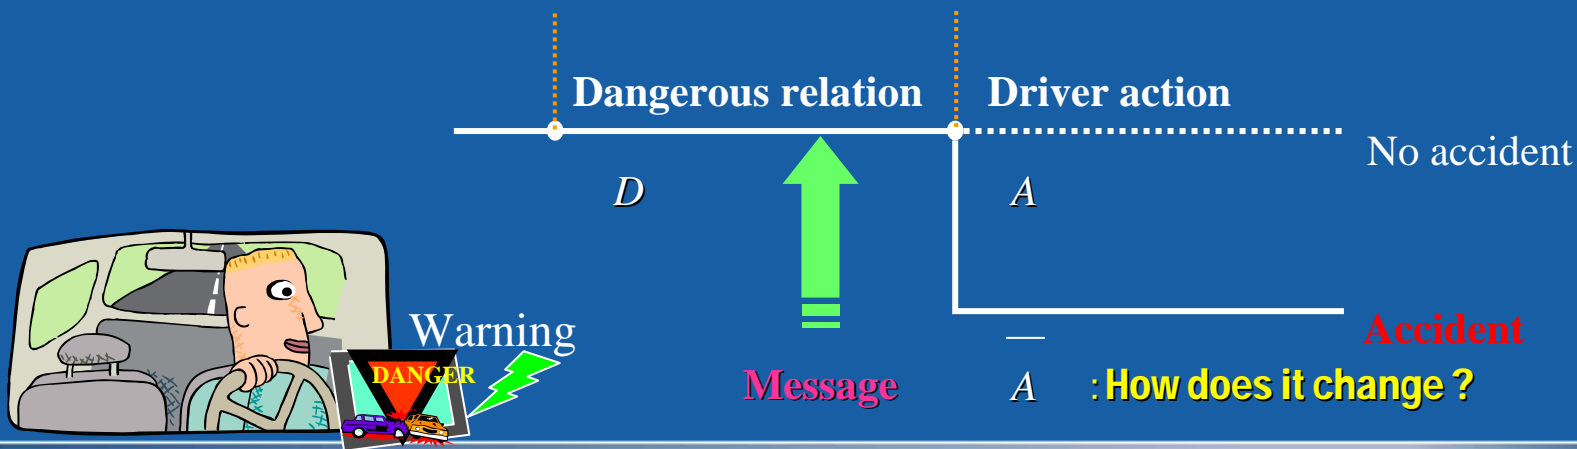 Dangerous relation Driver action
No accident
D A
Warning
Accident
DANGER
Message A̅ : How does it change ?